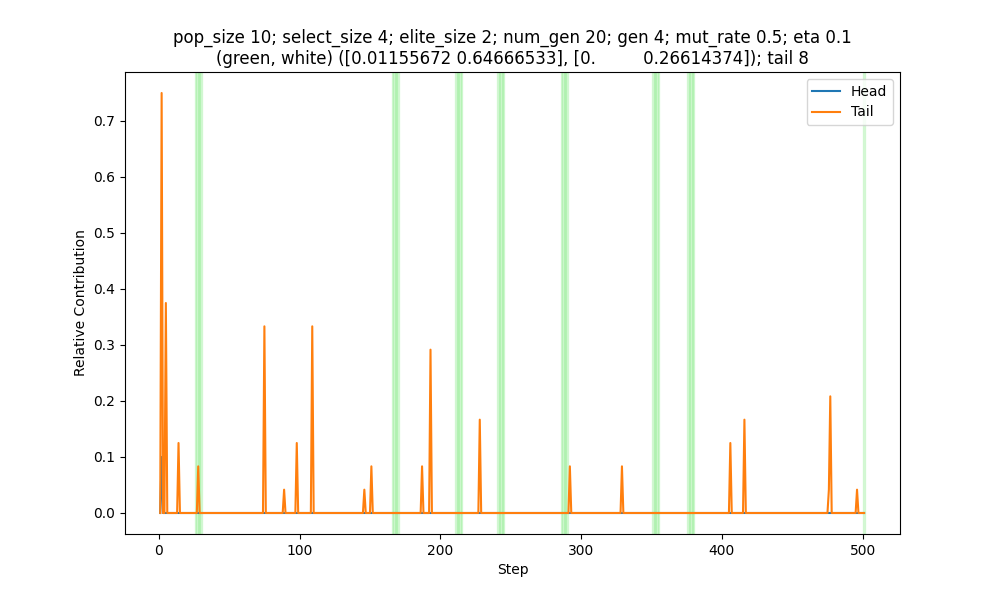 pop_size 10; select_size 4; elite_size 2; num_gen 20; gen 4; mut_rate 0.5; eta 0.1
(green, white) ([0.01155672 0.64666533], [0.         0.26614374]); tail 8
Head
Tail
0.7
0.6
0.5
0.4
0.3
0.2
0.1
0.0
Relative Contribution
0
100
200
300
400
500
Step